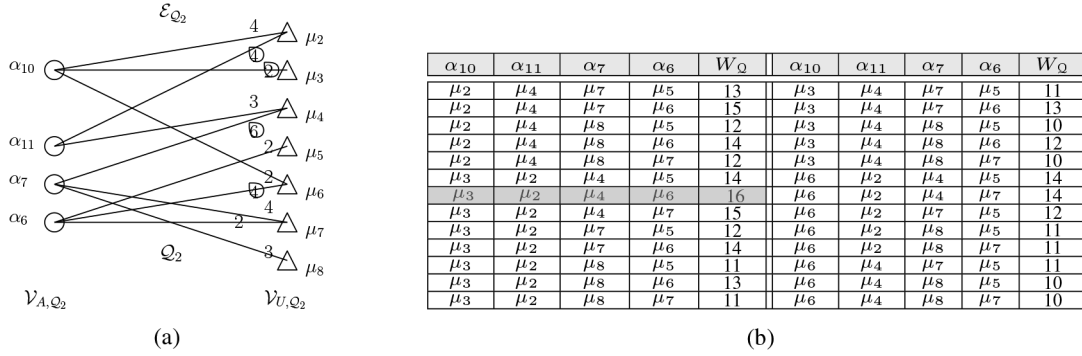 ℰ_𝒬₂
4 μ₂
α₁₀ 4
2 μ₃
3 μ₄
6
α₁₁ 2 μ₅
α₇ 2
4 μ₆
4
α₆ 2 μ₇
𝒬₂ 3 μ₈
𝒱_{A,𝒬₂} 𝒱_{U,𝒬₂}
(a)
α₁₀ α₁₁ α₇ α₆ W_𝒬 α₁₀ α₁₁ α₇ α₆ W_𝒬
μ₂ μ₄ μ₇ μ₅ 13 μ₃ μ₄ μ₇ μ₅ 11
μ₂ μ₄ μ₇ μ₆ 15 μ₃ μ₄ μ₇ μ₆ 13
μ₂ μ₄ μ₈ μ₅ 12 μ₃ μ₄ μ₈ μ₅ 10
μ₂ μ₄ μ₈ μ₆ 14 μ₃ μ₄ μ₈ μ₆ 12
μ₂ μ₄ μ₈ μ₇ 12 μ₃ μ₄ μ₈ μ₇ 10
μ₃ μ₂ μ₄ μ₅ 14 μ₆ μ₂ μ₄ μ₅ 14
μ₃ μ₂ μ₄ μ₆ 16 μ₆ μ₂ μ₄ μ₇ 14
μ₃ μ₂ μ₄ μ₇ 15 μ₆ μ₂ μ₇ μ₅ 12
μ₃ μ₂ μ₇ μ₅ 12 μ₆ μ₂ μ₈ μ₅ 11
μ₃ μ₂ μ₇ μ₆ 14 μ₆ μ₂ μ₈ μ₇ 11
μ₃ μ₂ μ₈ μ₅ 11 μ₆ μ₄ μ₇ μ₅ 11
μ₃ μ₂ μ₈ μ₆ 13 μ₆ μ₄ μ₈ μ₅ 10
μ₃ μ₂ μ₈ μ₇ 11 μ₆ μ₄ μ₈ μ₇ 10
(b)